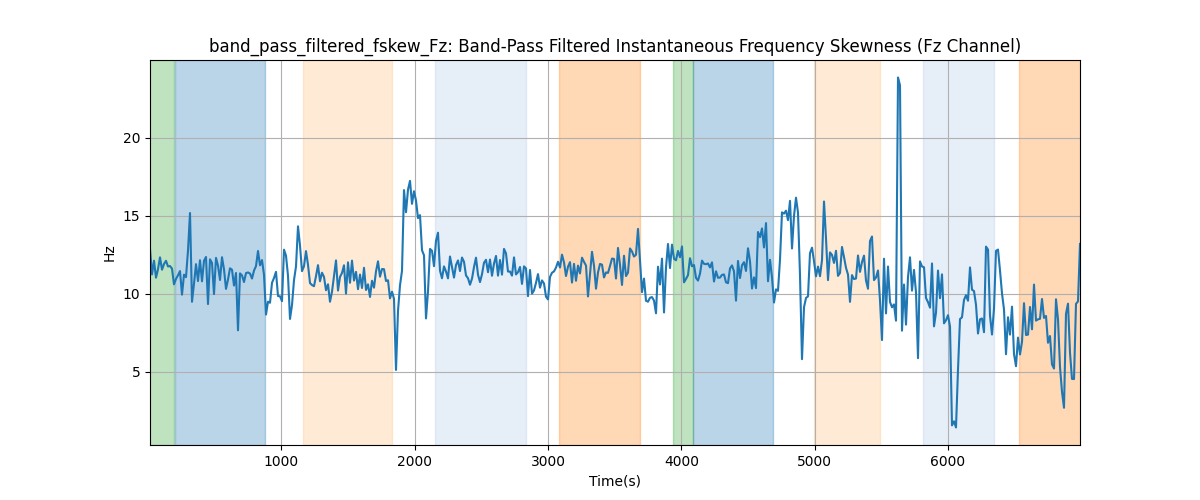 band_pass_filtered_fskew_Fz: Band-Pass Filtered Instantaneous Frequency Skewness (Fz Channel)
20
15
10
5
Hz
1000 2000 3000 4000 5000 6000
Time(s)